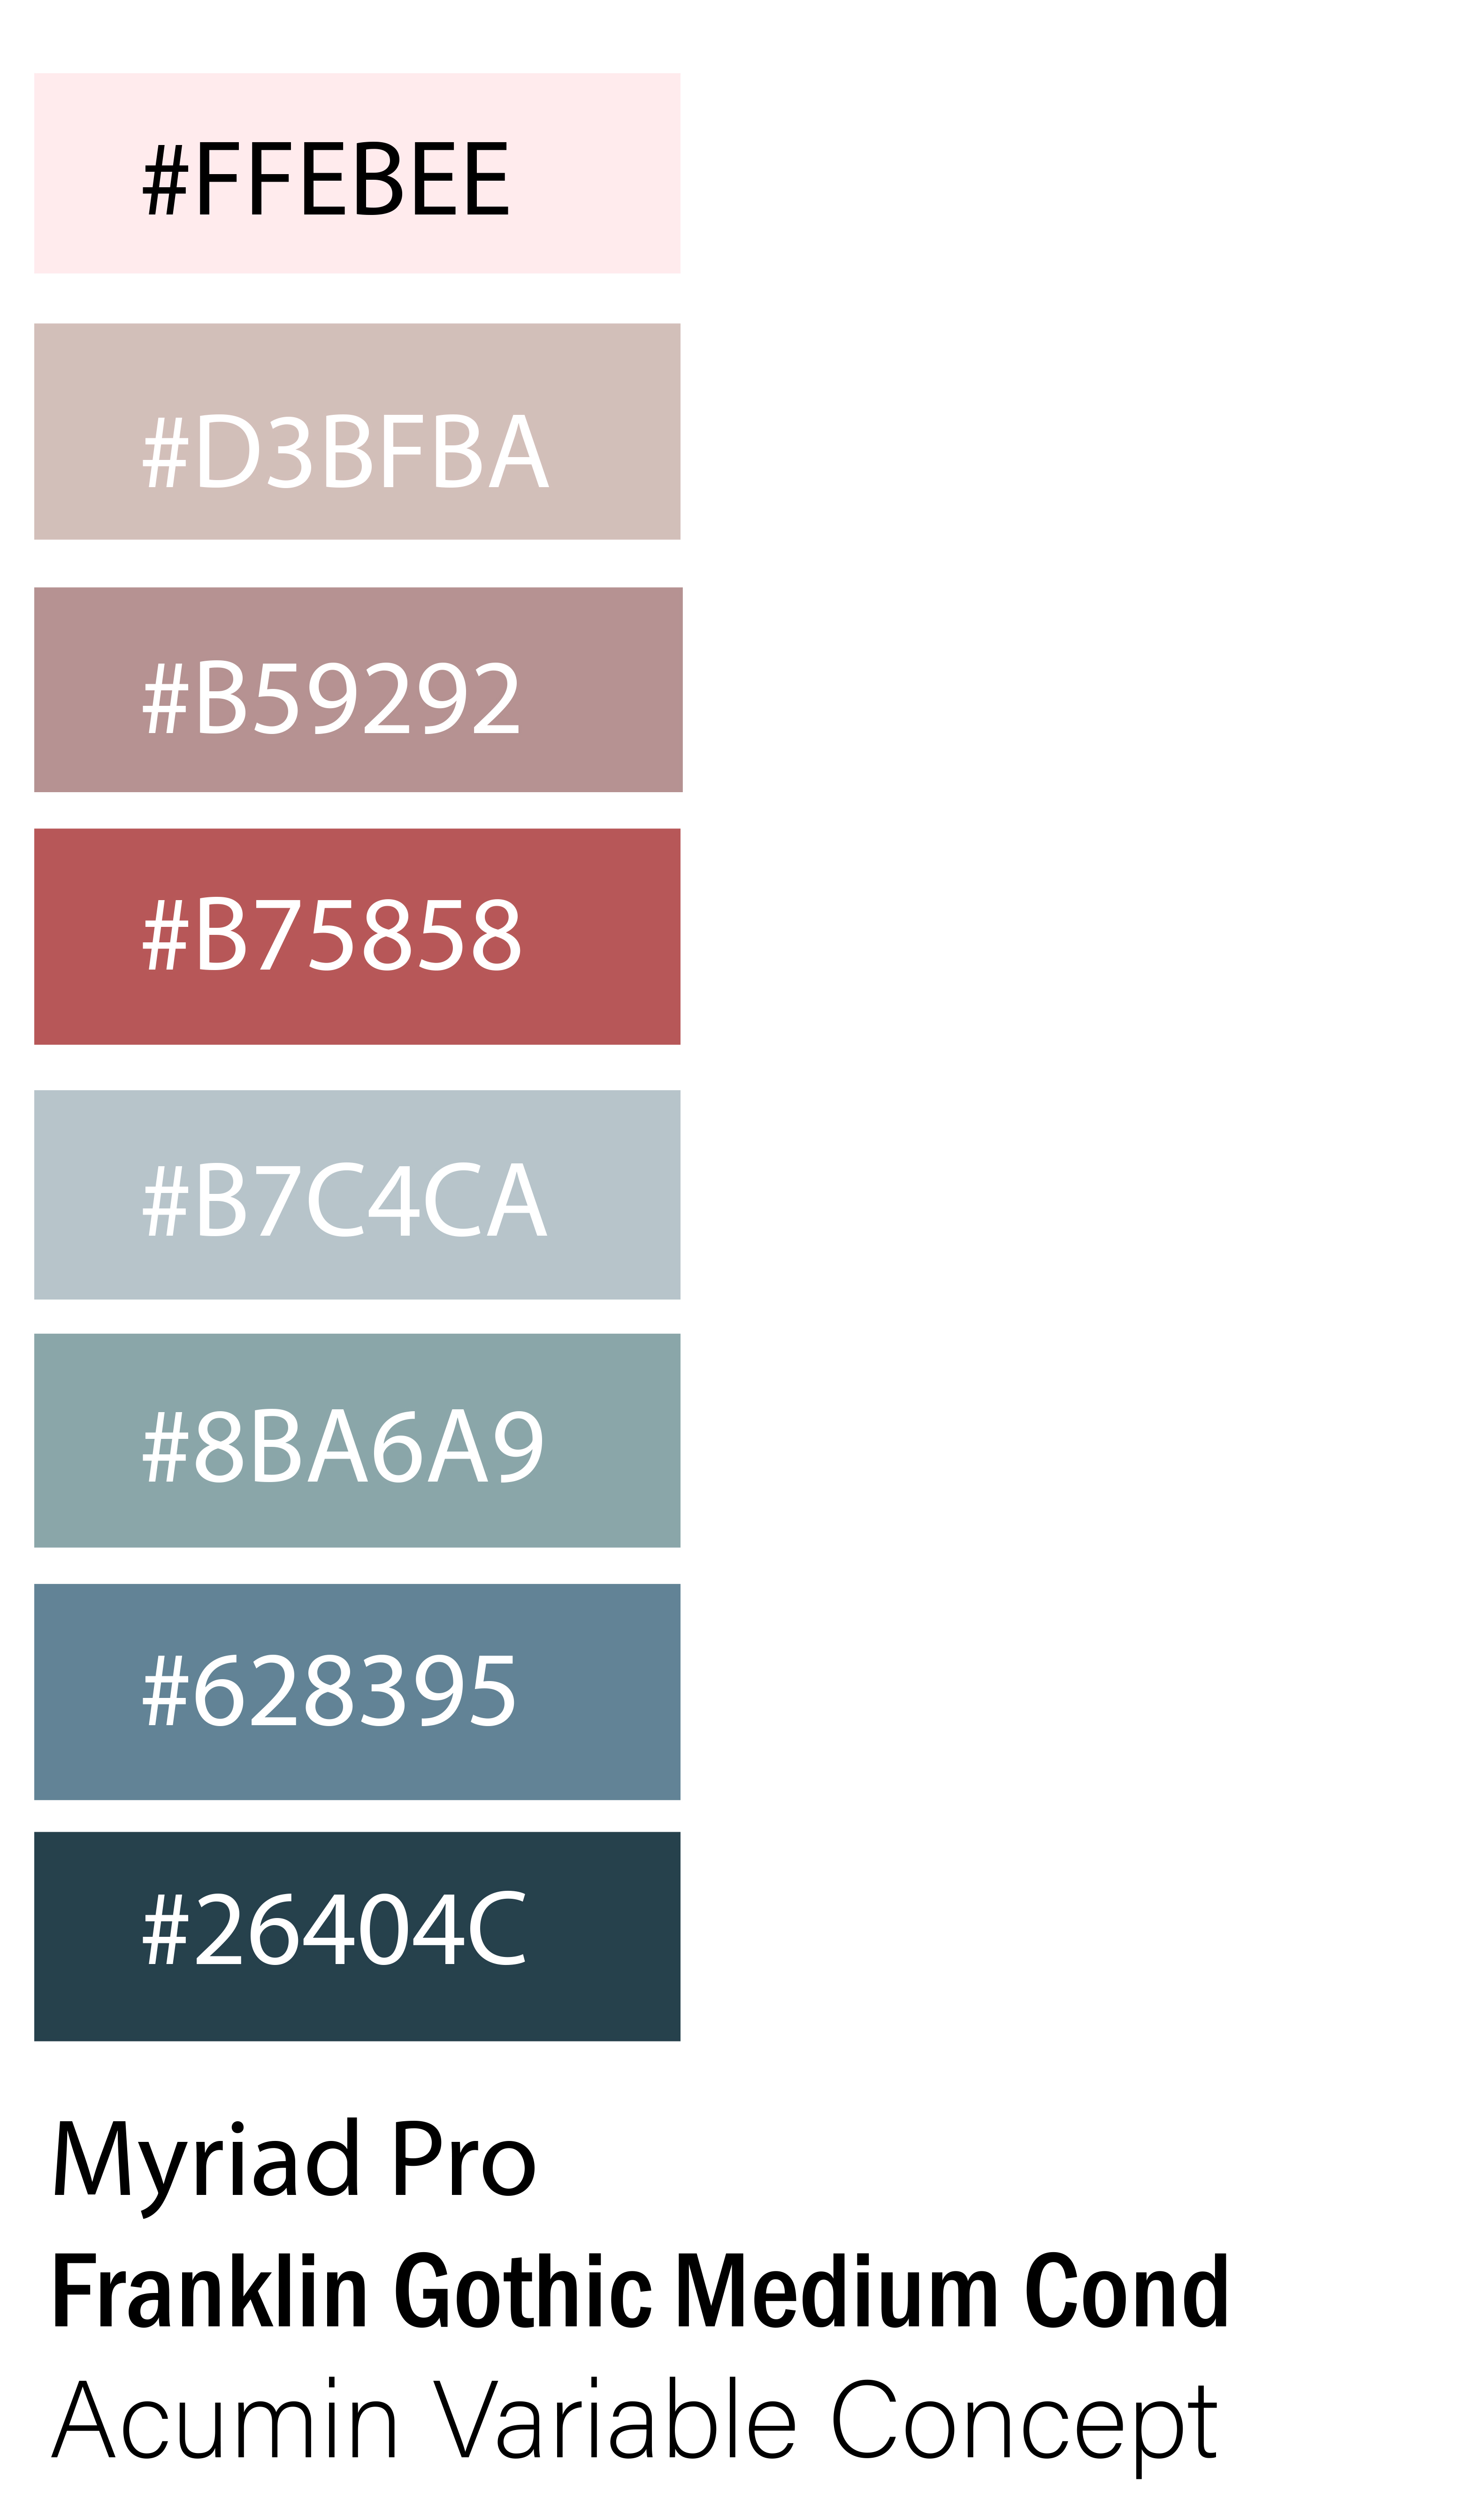 #FFEBEE
#D3BFBA
#B59292
#B75858
#B7C4CA
#8BA6A9
#628395
#26404C
Myriad Pro
Franklin Gothic Medium Cond
Acumin Variable Concept